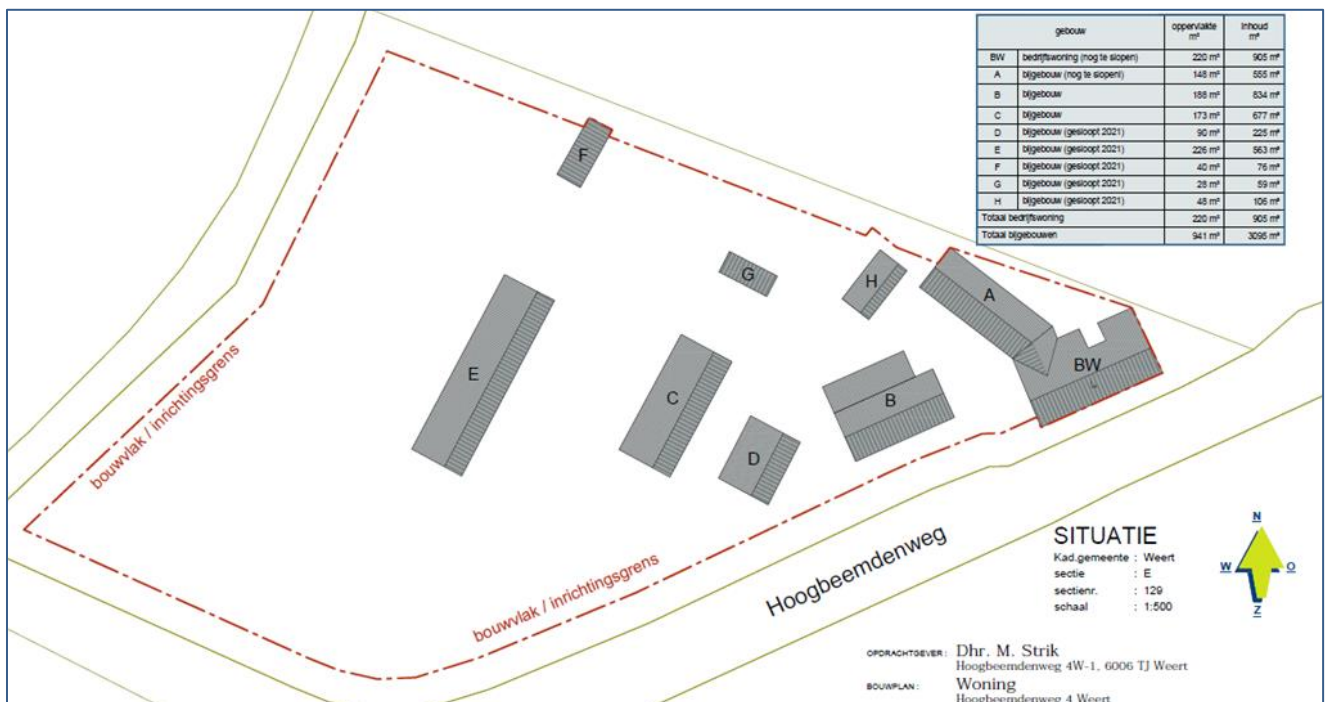 gebouw oppervlakte m² inhoud m³
BW bedrijfswoning (nog te slopen) 220 m² 905 m³
A bijgebouw (nog te slopen) 148 m² 555 m³
B bijgebouw 188 m² 834 m³
C bijgebouw 173 m² 677 m³
D bijgebouw (gesloopt 2021) 90 m² 225 m³
E bijgebouw (gesloopt 2021) 226 m² 563 m³
F bijgebouw (gesloopt 2021) 40 m² 76 m³
G bijgebouw (gesloopt 2021) 28 m² 59 m³
H bijgebouw (gesloopt 2021) 48 m² 106 m³
Totaal bedrijfswoning 220 m² 905 m³
Totaal bijgebouwen 941 m² 3095 m³
F
G
H
A
E
C
BW
B
D
bouwvlak / inrichtingsgrens
bouwvlak / inrichtingsgrens
Hoogbeemdenweg
SITUATIE
Kad.gemeente : Weert
sectie : E
sectienr. : 129
schaal : 1:500
N
W O
Z
OPDRACHTGEVER : Dhr. M. Strik
Hoogbeemdenweg 4W-1, 6006 TJ Weert
BOUWPLAN : Woning
Hoogbeemdenweg 4 Weert